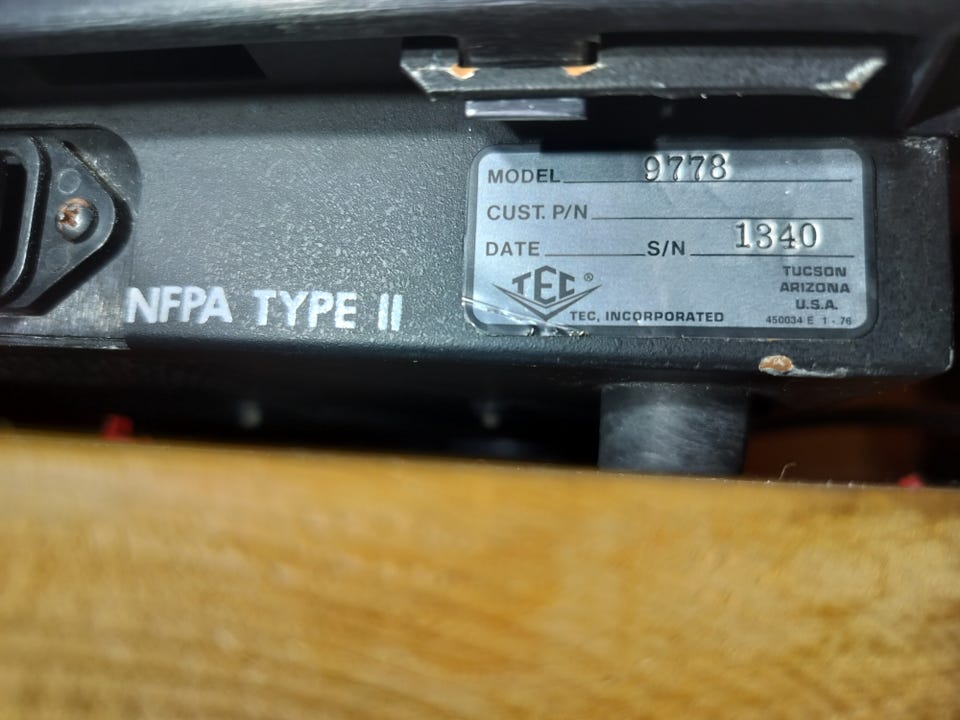 MODEL 9778
CUST. P/N
DATE S/N 1340
TEC®
TEC, INCORPORATED
TUCSON
ARIZONA
U.S.A.
450034 E 1-76
NFPA TYPE II